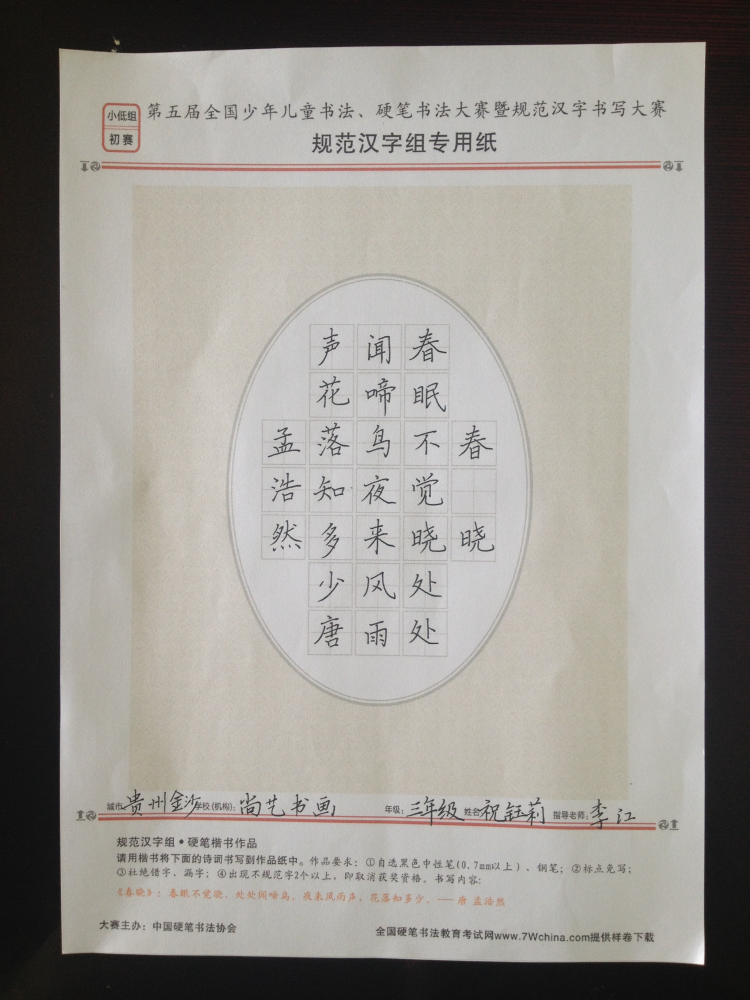 小低组
初赛
第五届全国少年儿童书法、硬笔书法大赛暨规范汉字书写大赛
规范汉字组专用纸
春晓
春眠不觉晓处处
闻啼鸟夜来风雨
声花落知多少唐
孟浩然
城市:贵州金沙 学校(机构):尚艺书画 年级:三年级 姓名:祝钰莉 指导老师:李江
规范汉字组•硬笔楷书作品
请用楷书将下面的诗词书写到作品纸中。作品要求:①自选黑色中性笔(0.7mm以上)、钢笔;②标点免写;
③杜绝错字、漏字;④出现不规范字2个以上,即取消获奖资格。书写内容:
《春晓》:春眠不觉晓,处处闻啼鸟。夜来风雨声,花落知多少。——唐 孟浩然
大赛主办:中国硬笔书法协会 全国硬笔书法教育考试网www.7Wchina.com提供样卷下载